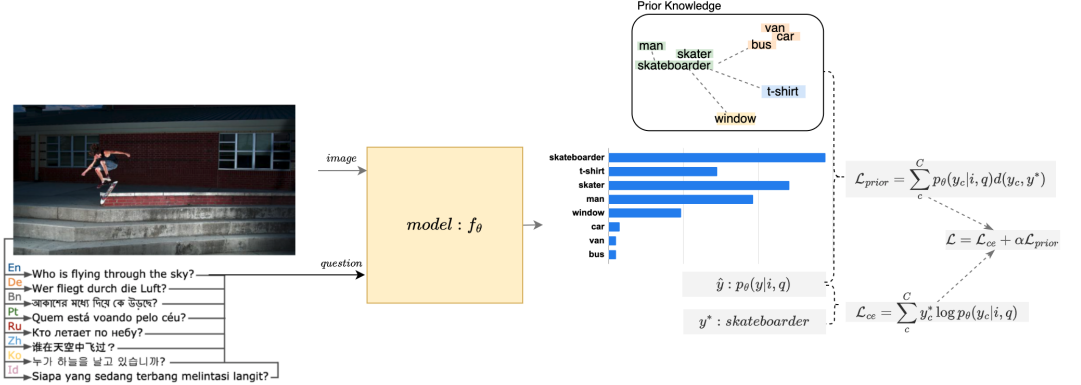 Prior Knowledge
van
car
bus
man
skater
skateboarder
t-shirt
window
image
question
model : f_θ
skateboarder
t-shirt
skater
man
window
car
van
bus
ŷ : p_θ(y|i, q)
y* : skateboarder
L_prior = ∑_c^C p_θ(y_c|i, q)d(y_c, y*)
L = L_ce + αL_prior
L_ce = ∑_c^C y*_c log p_θ(y_c|i, q)
En Who is flying through the sky?
De Wer fliegt durch die Luft?
Bn আকাশের মধ্যে দিয়ে কে উড়ছে?
Pt Quem está voando pelo céu?
Ru Кто летает по небу?
Zh 谁在天空中飞过？
Ko 누가 하늘을 날고 있습니까?
Id Siapa yang sedang terbang melintasi langit?